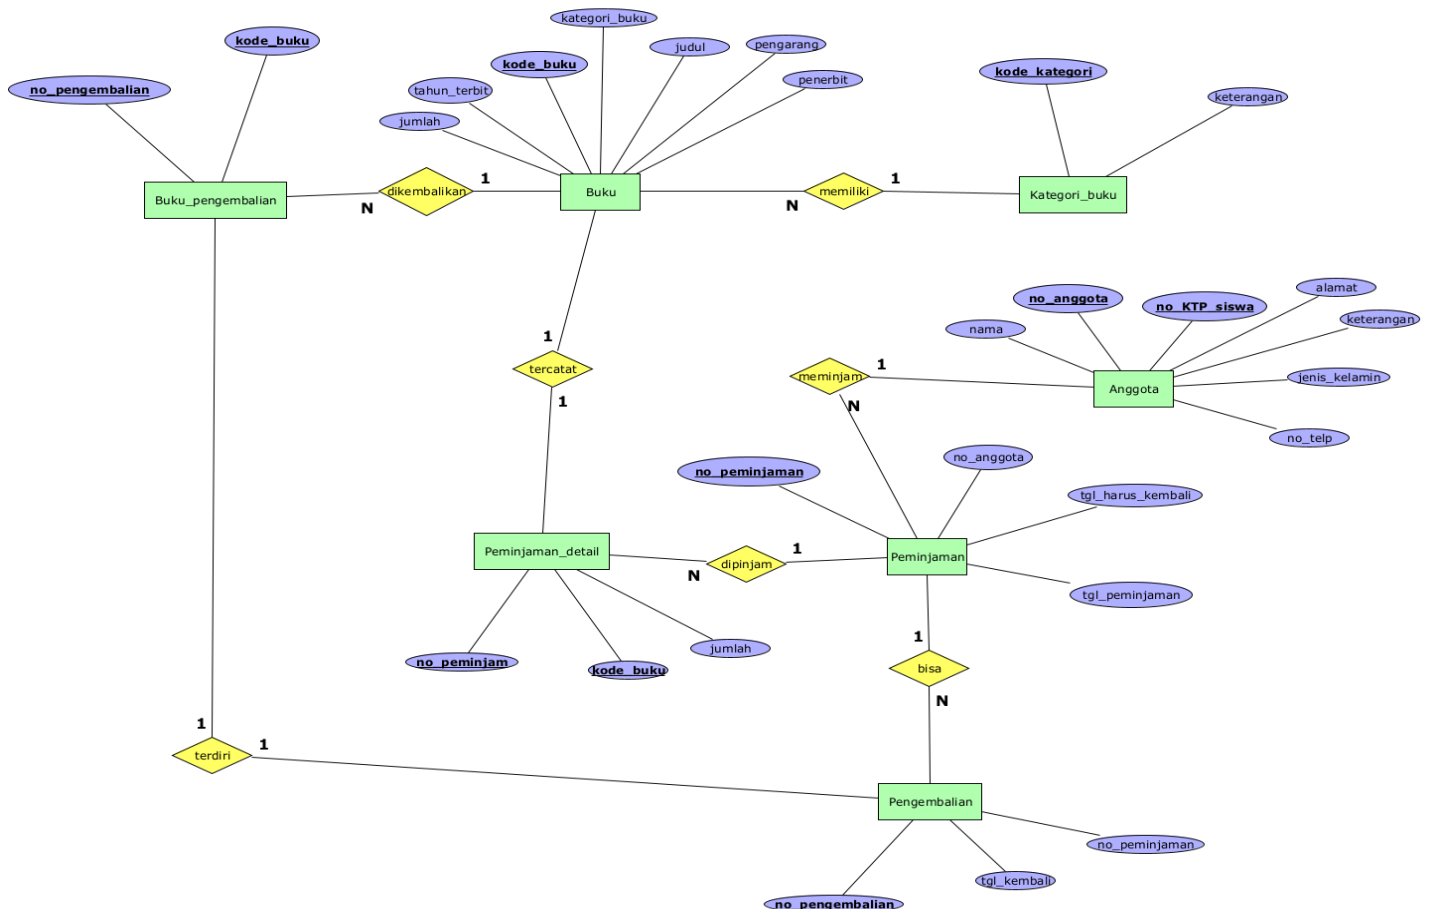 kategori_buku
kode_buku
judul
pengarang
kode_buku
kode_kategori
penerbit
no_pengembalian
tahun_terbit
keterangan
jumlah
dikembalikan
1
Buku
memiliki
1
Buku_pengembalian
N
N
Kategori_buku
alamat
no_anggota
no_KTP_siswa
keterangan
nama
1
tercatat
1
meminjam
1
jenis_kelamin
Anggota
N
no_telp
no_peminjaman
no_anggota
tgl_harus_kembali
Peminjaman_detail
1
Peminjaman
dipinjam
N
tgl_peminjaman
1
jumlah
no_peminjam
kode_buku
bisa
N
1
1
terdiri
Pengembalian
no_peminjaman
tgl_kembali
no_pengembalian